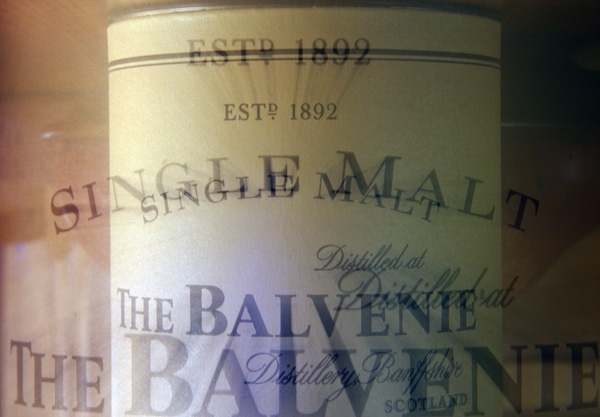 ESTD 1892
ESTD 1892
SINGLE MALT
SINGLE MALT
Distilled at
Distilled at
THE BALVENIE
THE BALVENIE
Distillery, Banffshire
SCOTLAND